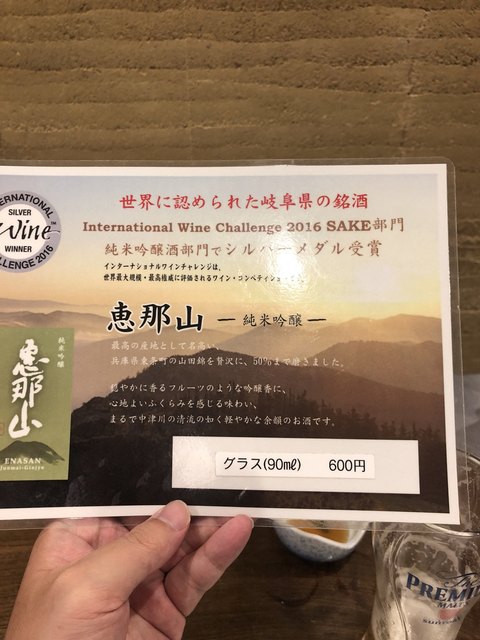 世界に認められた岐阜県の銘酒
International Wine Challenge 2016 SAKE部門
純米吟醸酒部門でシルバーメダル受賞
インターナショナルワインチャレンジは、
世界最大規模・最高権威に評価されるワイン・コンペティション
恵那山 ー純米吟醸ー
最高の産地として名高い、
兵庫県東条町の山田錦を贅沢に、50%まで磨きました。
穏やかに香るフルーツのような吟醸香に、
心地よいふくらみを感じる味わい、
まるで中津川の清流の如く軽やかな余韻のお酒です。
グラス(90㎖) 600円
SILVER
Wine
WINNER
CHALLENGE 2016
純米吟醸
恵那山
ENASAN
Junmai-Ginjyo
The
PREMIUM
MALT'S
SUNTORY